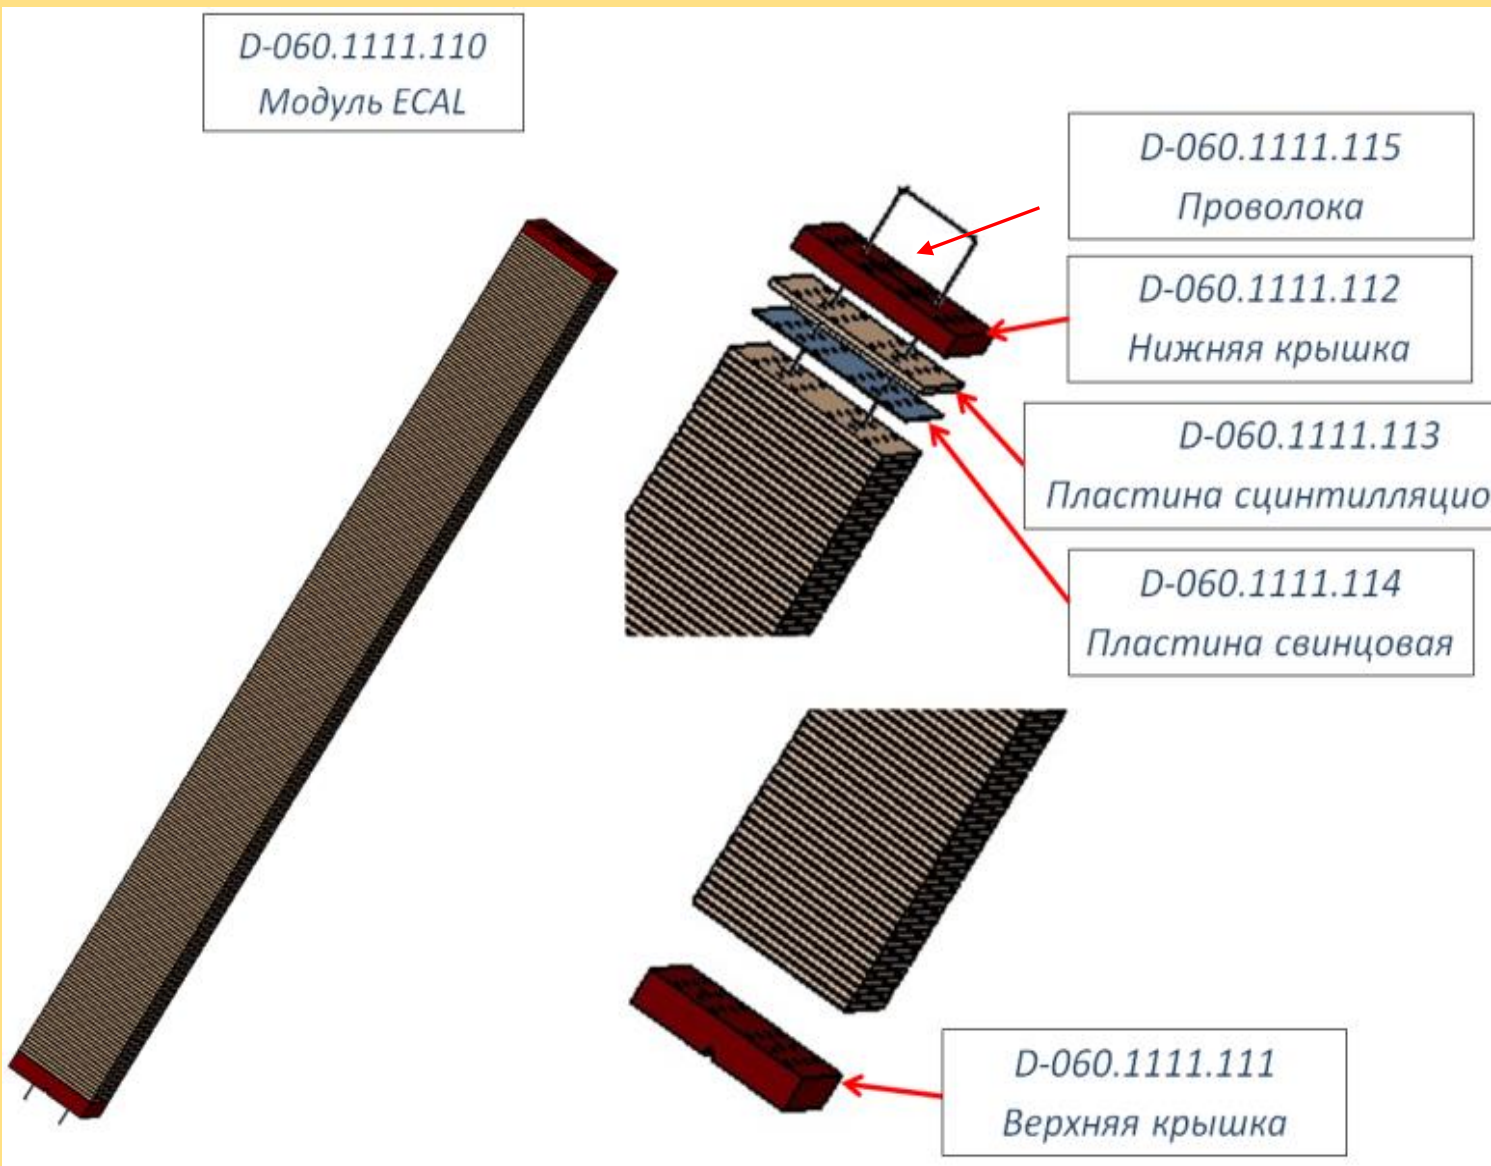 D-060.1111.110
Модуль ECAL
D-060.1111.115
Проволока
D-060.1111.112
Нижняя крышка
D-060.1111.113
Пластина сцинтилляцио
D-060.1111.114
Пластина свинцовая
D-060.1111.111
Верхняя крышка